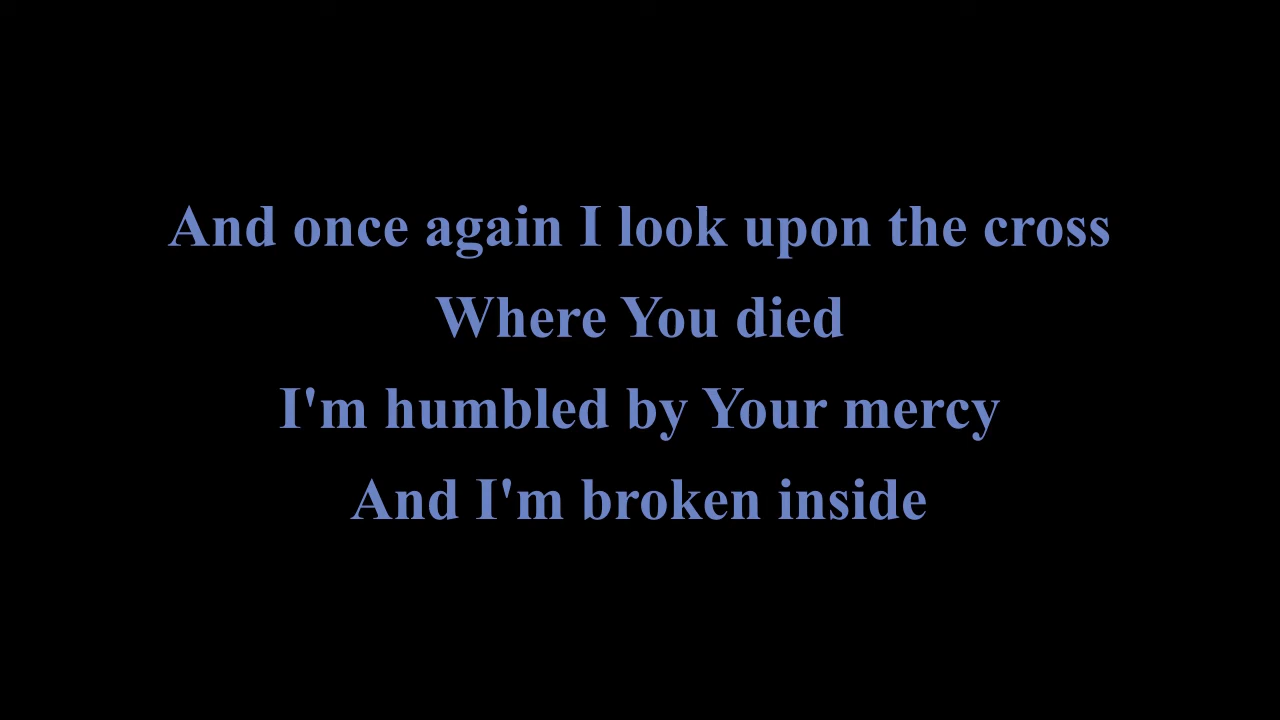 And once again I look upon the cross
Where You died
I'm humbled by Your mercy
And I'm broken inside